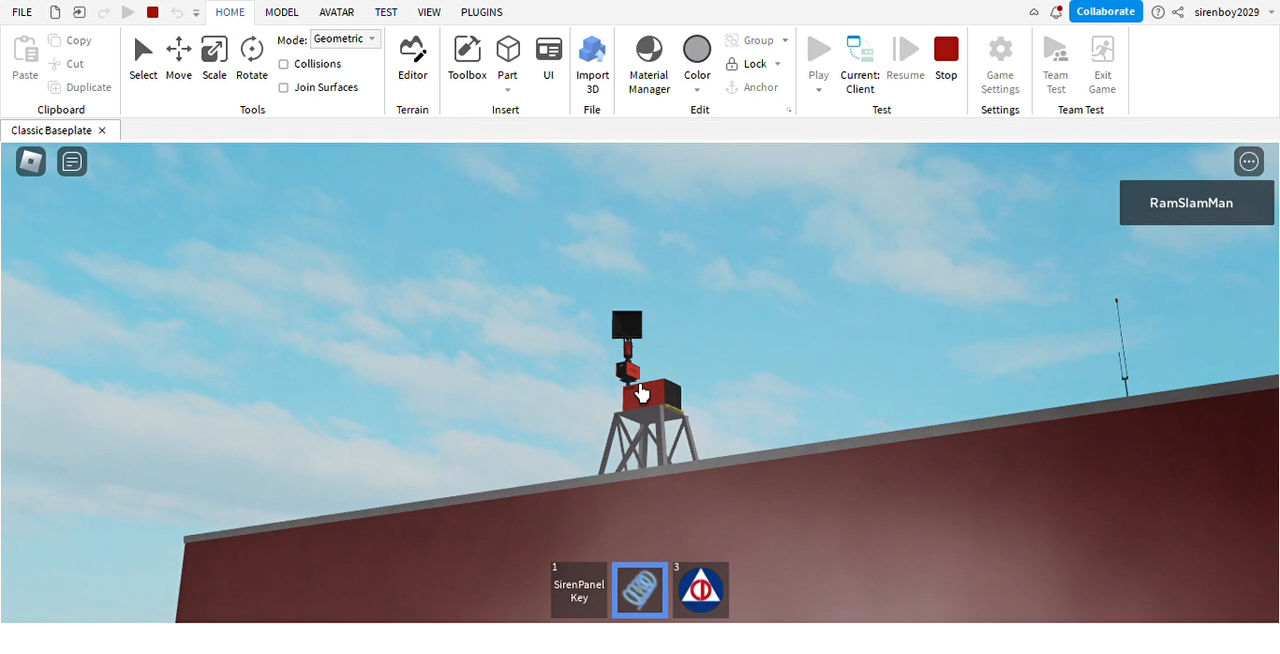 FILE HOME MODEL AVATAR TEST VIEW PLUGINS Collaborate sirenboy2029
Paste Copy Cut Duplicate
Clipboard
Select Move Scale Rotate Mode: Geometric Collisions Join Surfaces
Tools
Editor
Terrain
Toolbox Part UI
Insert
Import 3D
File
Material Manager Color Group Lock Anchor
Edit
Play Current: Client Resume Stop
Test
Game Settings
Settings
Team Test Exit Game
Team Test
Classic Baseplate
RamSlamMan
1 3
SirenPanel
Key